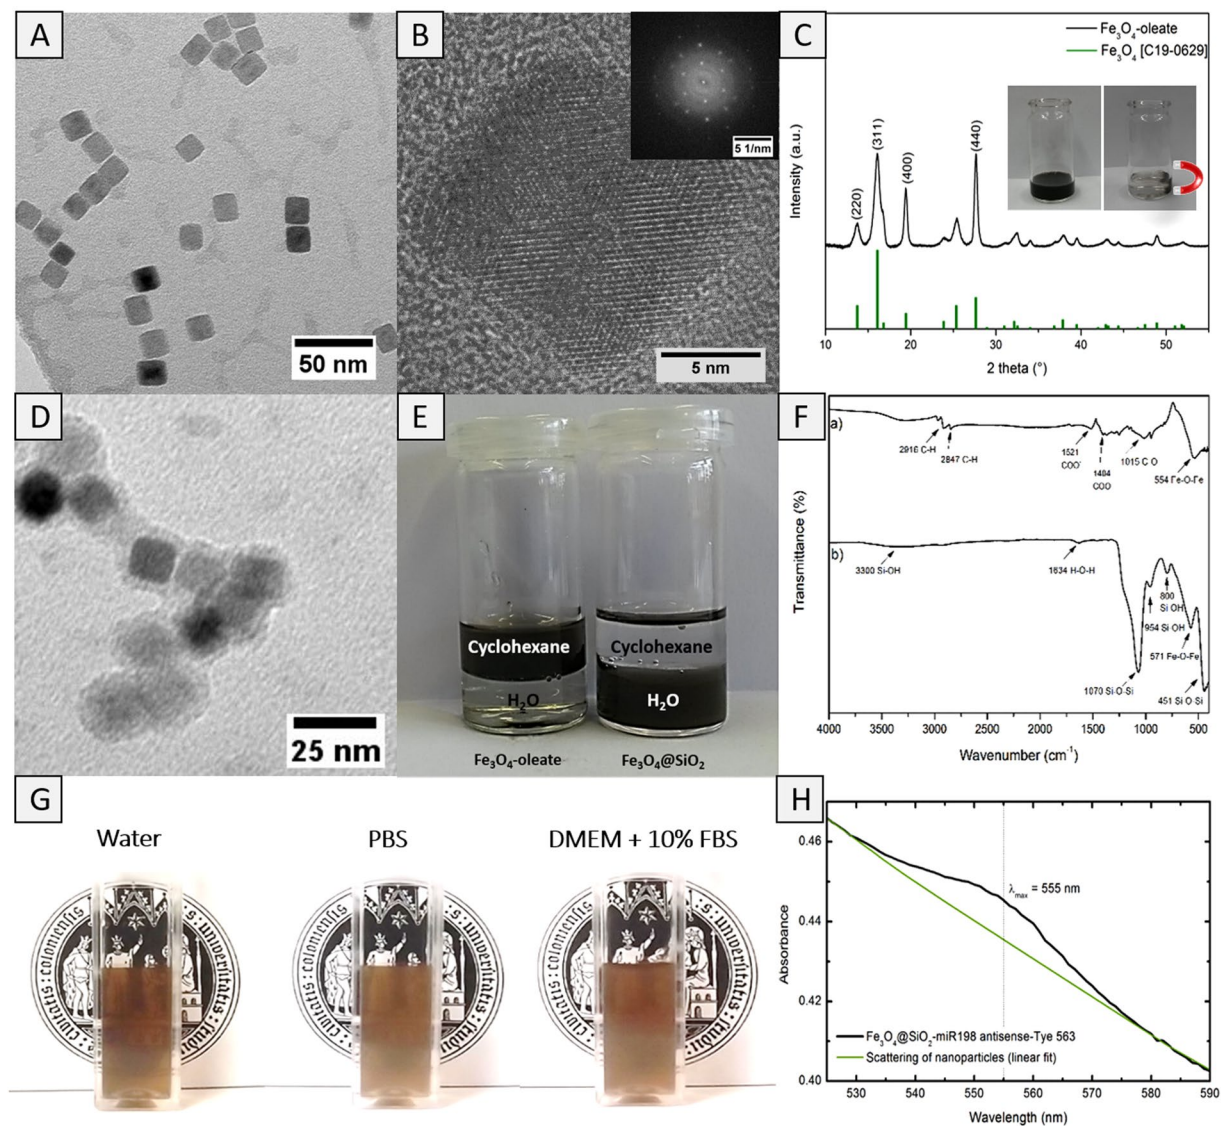 A
50 nm
B
5 1/nm
5 nm
C
Fe₃O₄-oleate
Fe₃O₄ [C19-0629]
Intensity (a.u.)
(220)
(311)
(400)
(440)
10 20 30 40 50
2 theta (°)
D
25 nm
E
Cyclohexane
H₂O
Fe₃O₄-oleate
Cyclohexane
H₂O
Fe₃O₄@SiO₂
F
Transmittance (%)
a)
2916 C-H
2847 C-H
1521
COO⁻
1404
COO
1015 C O
554 Fe-O-Fe
b)
3300 Si-OH
1634 H-O-H
1070 Si-O-Si
954 Si OH
800
Si OH
571 Fe-O-Fe
451 Si O Si
4000 3500 3000 2500 2000 1500 1000 500
Wavenumber (cm⁻¹)
G
Water
PBS
DMEM + 10% FBS
H
Absorbance
0.46
0.44
0.42
0.40
λmax = 555 nm
Fe₃O₄@SiO₂-miR198 antisense-Tye 563
Scattering of nanoparticles (linear fit)
530 540 550 560 570 580 590
Wavelength (nm)